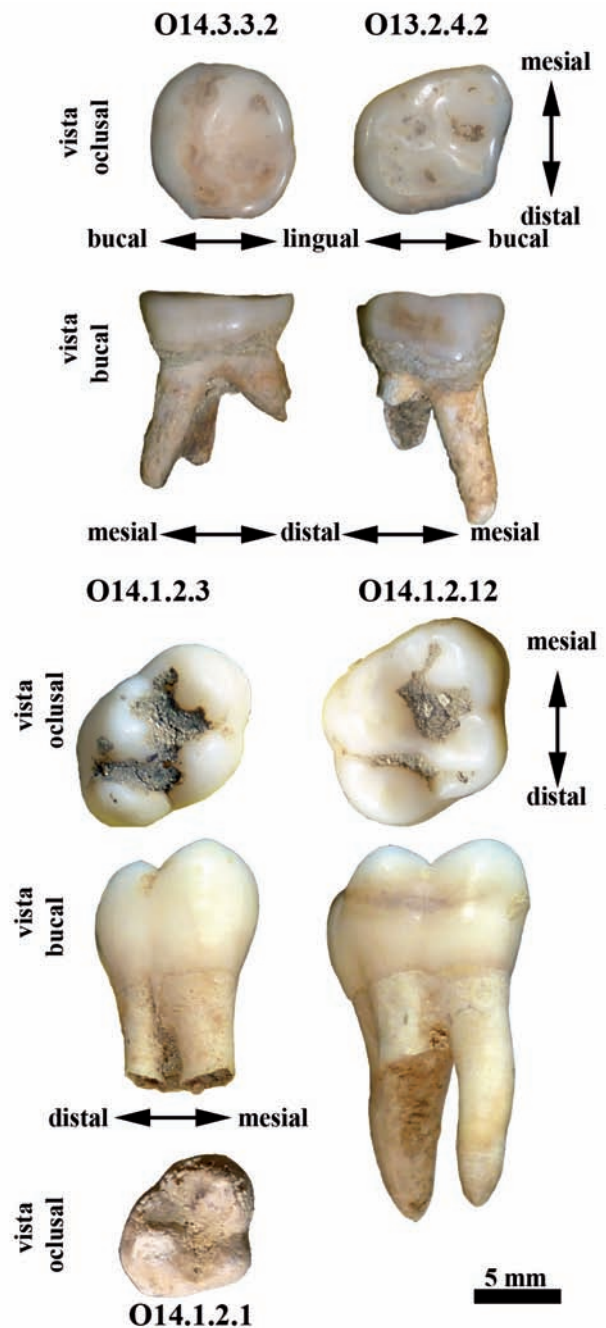 O14.3.3.2 O13.2.4.2
vista oclusal
mesial
distal
bucal lingual bucal
vista bucal
mesial distal mesial
O14.1.2.3 O14.1.2.12
vista oclusal
mesial
distal
vista bucal
distal mesial
vista oclusal
5 mm
O14.1.2.1